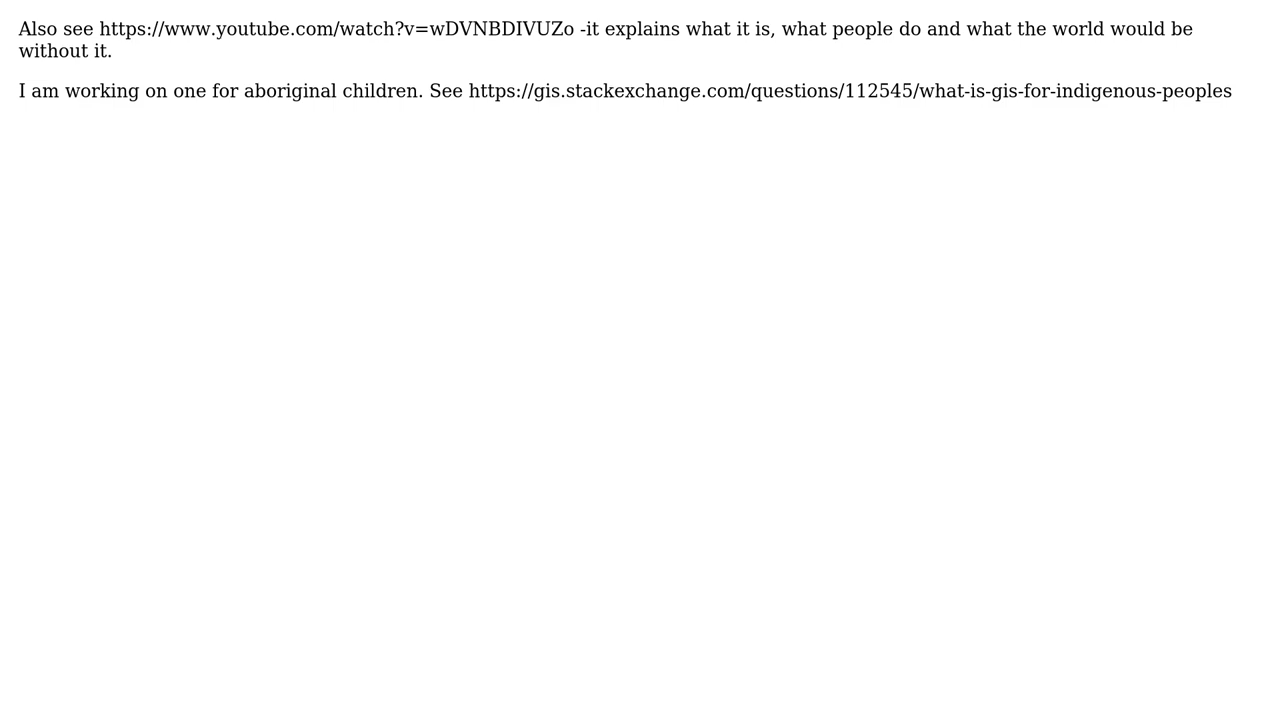 Also see https://www.youtube.com/watch?v=wDVNBDIVUZo -it explains what it is, what people do and what the world would be
without it.
I am working on one for aboriginal children. See https://gis.stackexchange.com/questions/112545/what-is-gis-for-indigenous-peoples